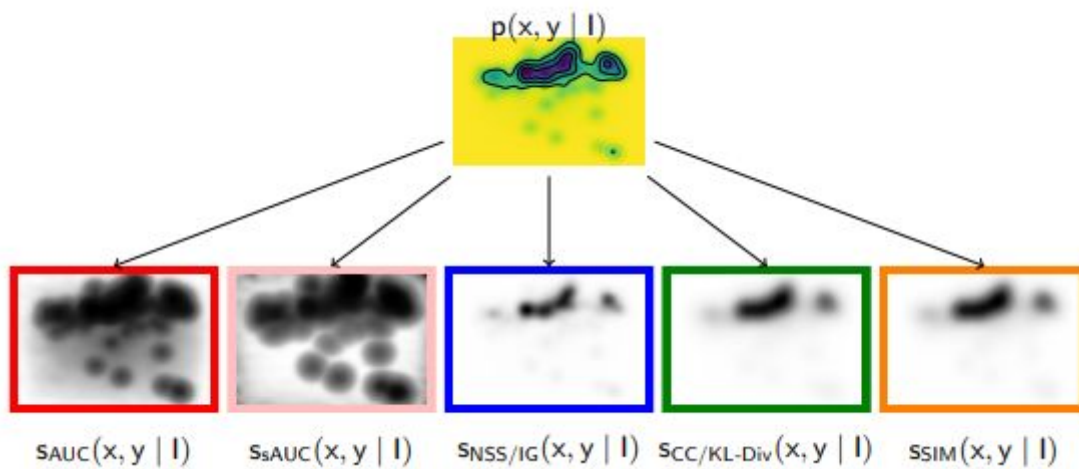 p(x, y | I)
sAUC(x, y | I)
ssAUC(x, y | I)
sNSS/IG(x, y | I)
sCC/KL-Div(x, y | I)
sSIM(x, y | I)